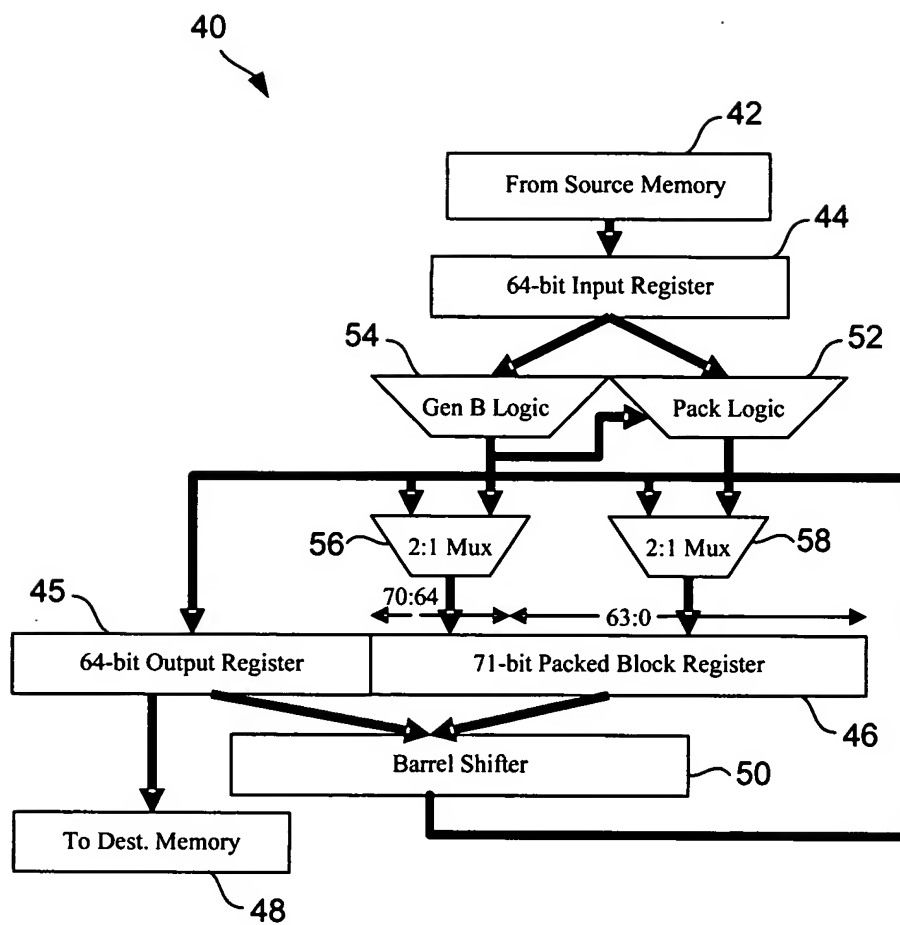 40
42
From Source Memory
44
64-bit Input Register
54
52
Gen B Logic
Pack Logic
56
2:1 Mux
2:1 Mux
58
45
70:64
63:0
64-bit Output Register
71-bit Packed Block Register
46
Barrel Shifter
50
To Dest. Memory
48